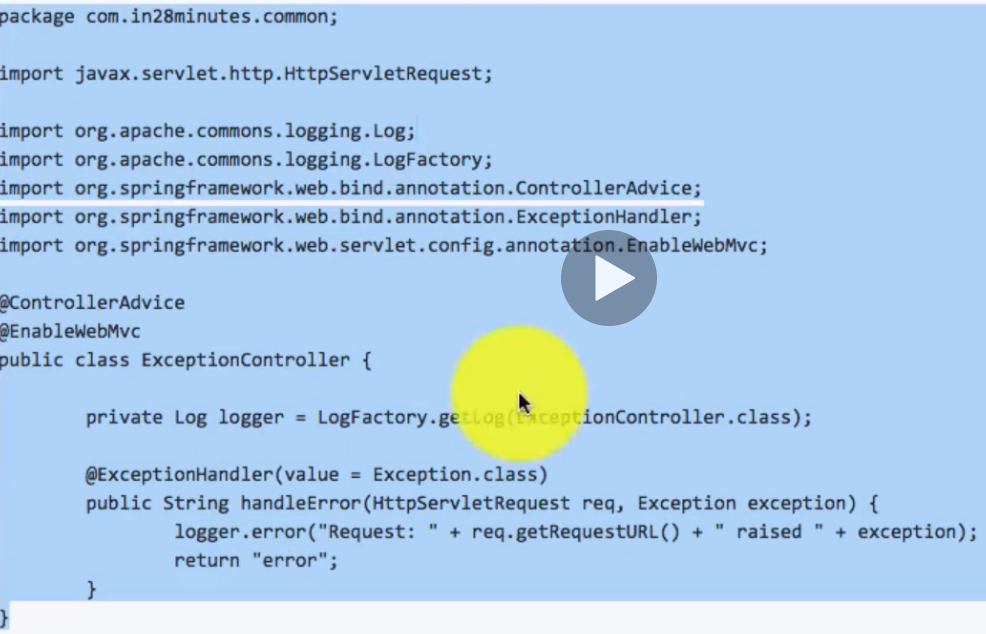 package com.in28minutes.common;
import javax.servlet.http.HttpServletRequest;
import org.apache.commons.logging.Log;
import org.apache.commons.logging.LogFactory;
import org.springframework.web.bind.annotation.ControllerAdvice;
import org.springframework.web.bind.annotation.ExceptionHandler;
import org.springframework.web.servlet.config.annotation.EnableWebMvc;
@ControllerAdvice
@EnableWebMvc
public class ExceptionController {
private Log logger = LogFactory.getLog(ExceptionController.class);
@ExceptionHandler(value = Exception.class)
public String handleError(HttpServletRequest req, Exception exception) {
logger.error("Request: " + req.getRequestURL() + " raised " + exception);
return "error";
}
}